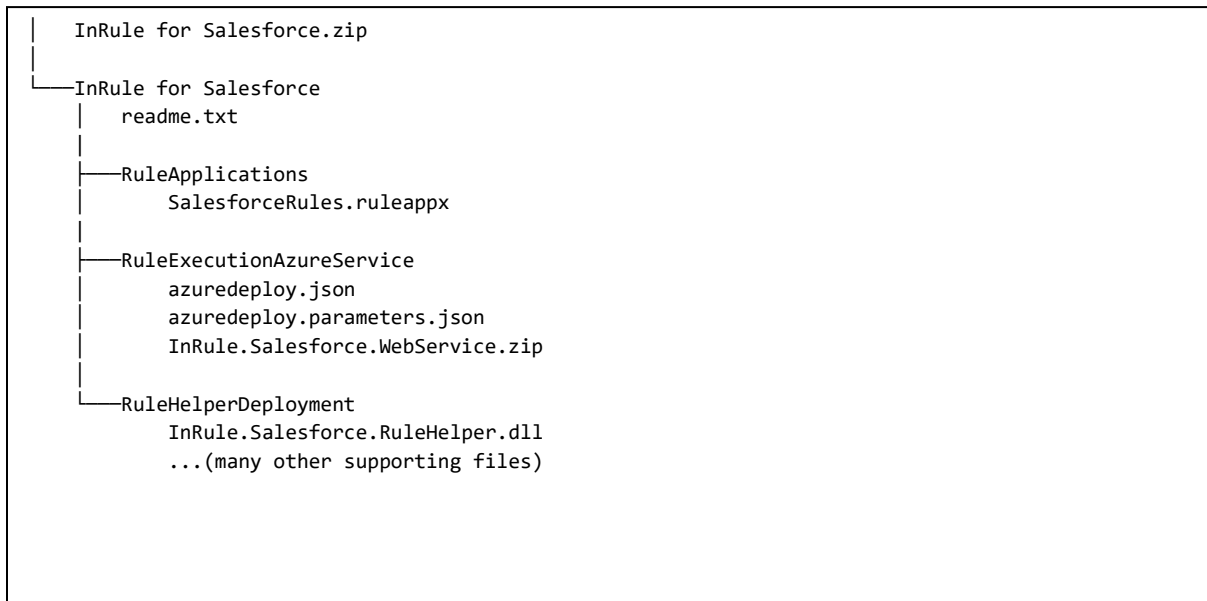 InRule for Salesforce.zip
InRule for Salesforce
readme.txt
RuleApplications
SalesforceRules.ruleappx
RuleExecutionAzureService
azuredeploy.json
azuredeploy.parameters.json
InRule.Salesforce.WebService.zip
RuleHelperDeployment
InRule.Salesforce.RuleHelper.dll
...(many other supporting files)